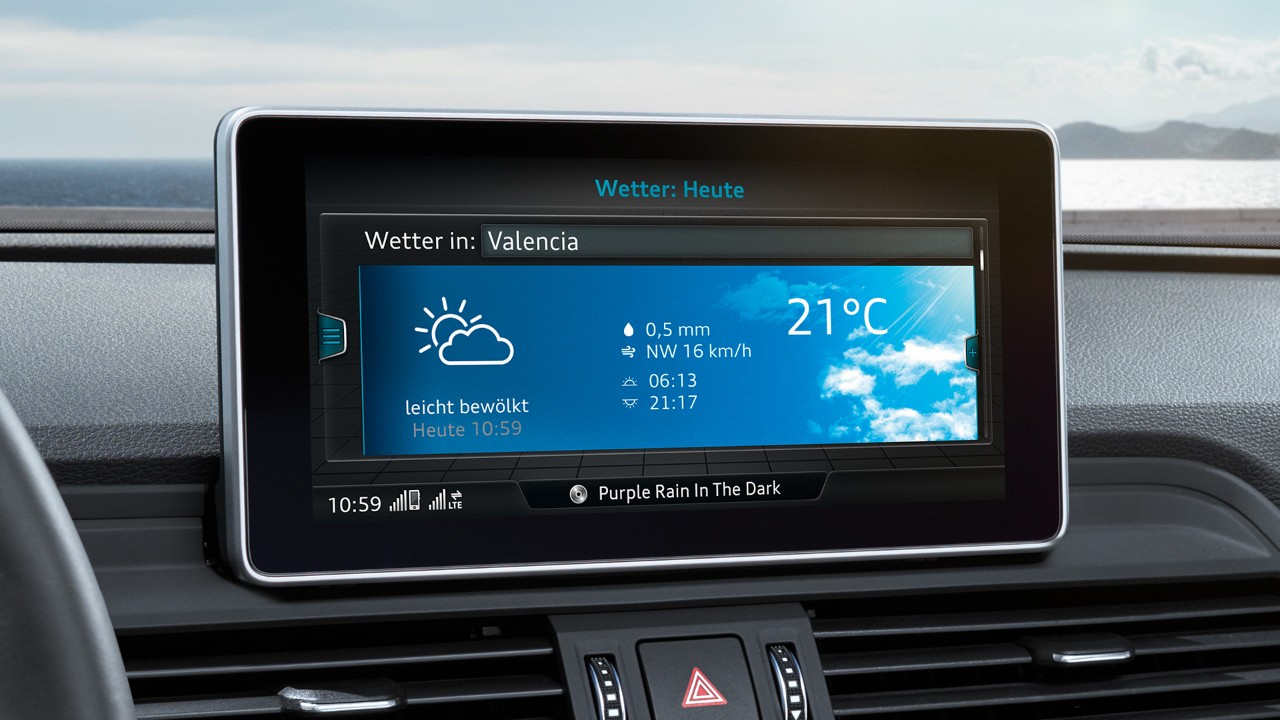 Wetter: Heute
Wetter in: Valencia
21°C
0,5 mm
NW 16 km/h
06:13
21:17
leicht bewölkt
Heute 10:59
10:59 LTE
Purple Rain In The Dark